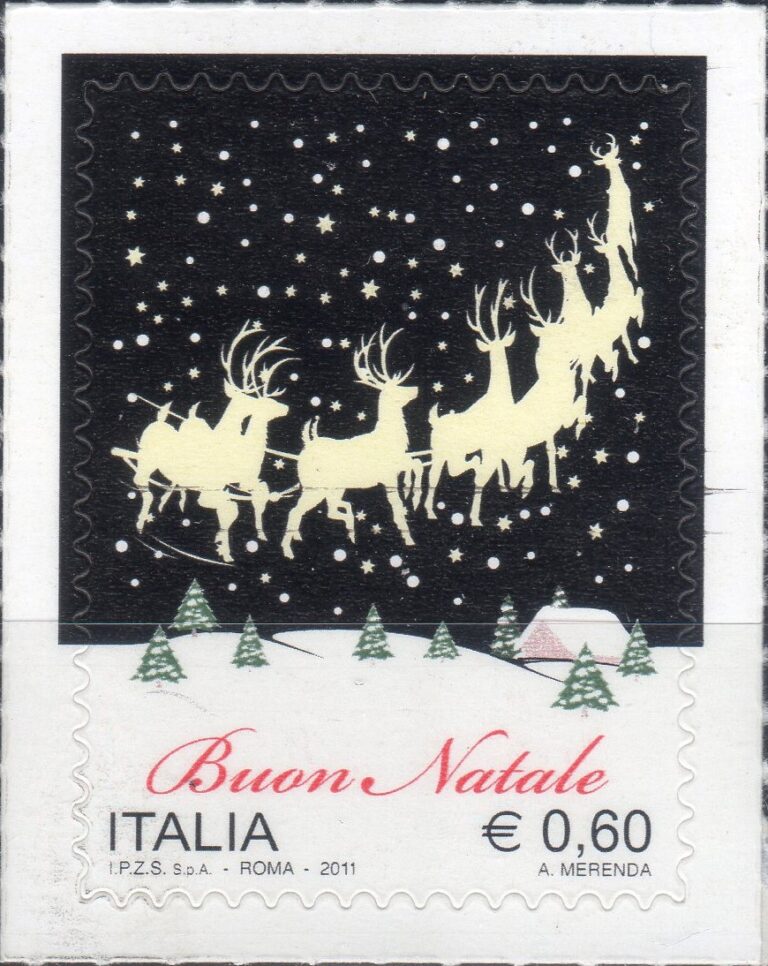 Buon Natale
ITALIA € 0,60
I.P.Z.S. S.p.A. - ROMA - 2011 A. MERENDA